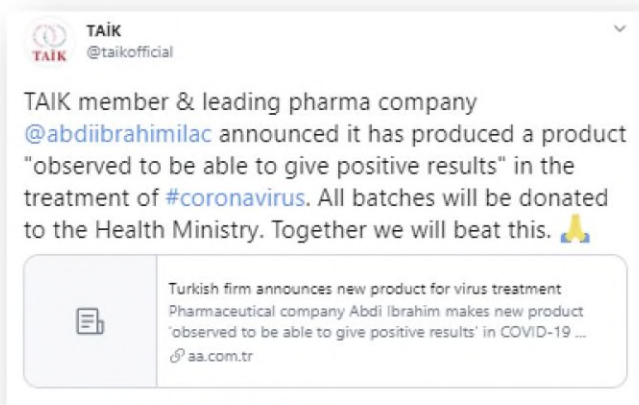 TAİK
@taikofficial
TAİK
TAIK member & leading pharma company
@abdiibrahimilac announced it has produced a product
"observed to be able to give positive results" in the
treatment of #coronavirus. All batches will be donated
to the Health Ministry. Together we will beat this. 🙏
Turkish firm announces new product for virus treatment
Pharmaceutical company Abdi Ibrahim makes new product
'observed to be able to give positive results' in COVID-19 ...
aa.com.tr